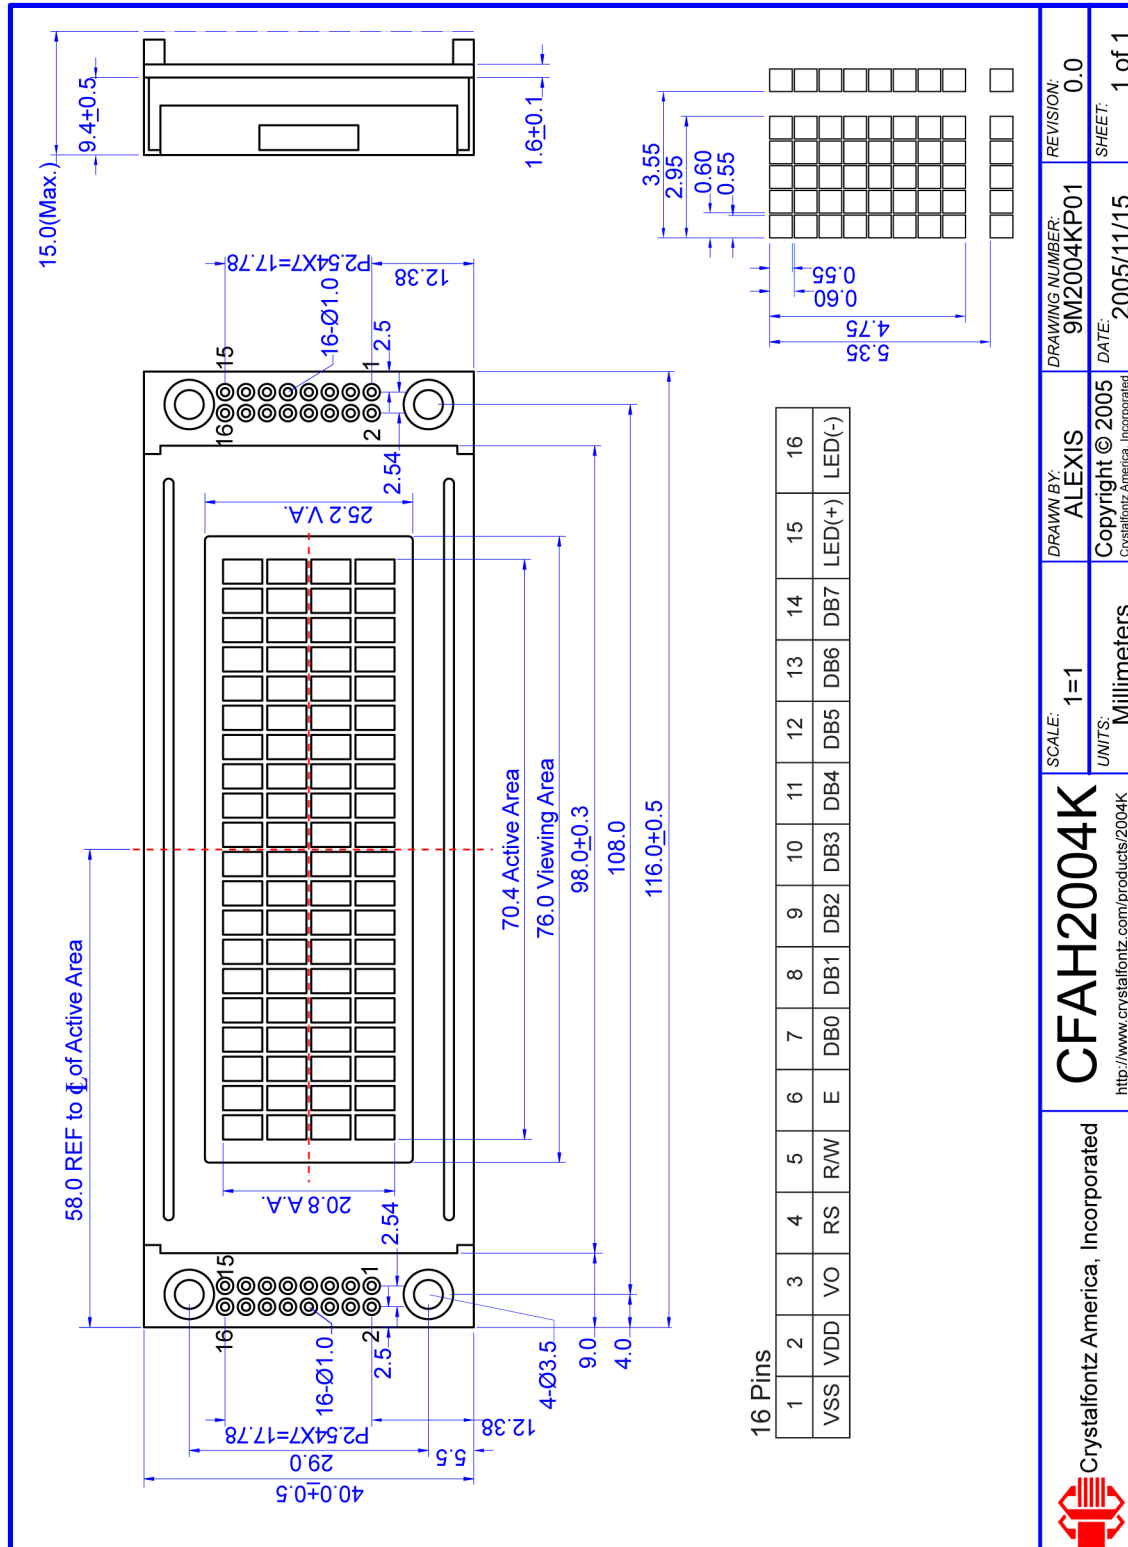 15.0(Max.)
9.4±0.5
1.6±0.1
3.55
2.95
0.60
0.55
0.55
0.60
4.75
5.35
P2.54X7=17.78
12.38
16-Ø1.0
2.5
15
1
16
2
2.54
25.2 V.A.
70.4 Active Area
76.0 Viewing Area
98.0±0.3
108.0
116.0±0.5
58.0 REF to ℄ of Active Area
20.8 A.A.
2.54
15
1
16
2
16-Ø1.0
2.5
4-Ø3.5
9.0
4.0
P2.54X7=17.78
12.38
29.0
5.5
40.0±0.5
16 Pins
1 2 3 4 5 6 7 8 9 10 11 12 13 14 15 16
VSS VDD VO RS R/W E DB0 DB1 DB2 DB3 DB4 DB5 DB6 DB7 LED(+) LED(-)
Crystalfontz America, Incorporated
CFAH2004K
http://www.crystalfontz.com/products/2004K
SCALE:
1=1
UNITS:
Millimeters
DRAWN BY:
ALEXIS
Copyright © 2005
Crystalfontz America, Incorporated
DRAWING NUMBER:
9M2004KP01
DATE:
2005/11/15
REVISION:
0.0
SHEET:
1 of 1